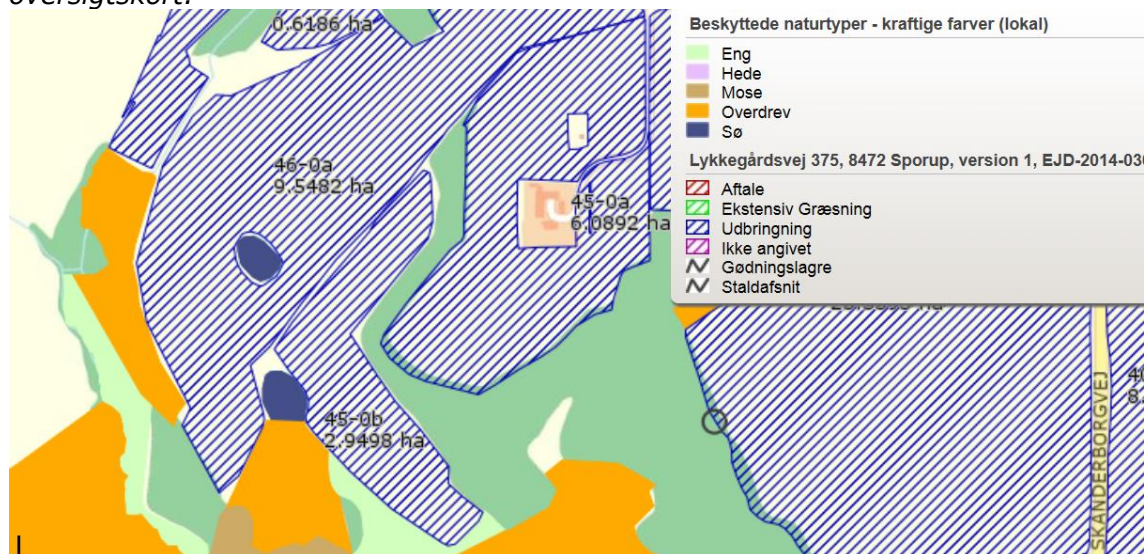 oversigtskort.
0.6186 ha
46-0a
9.5482 ha
45-0a
6.0892 ha
45-0b
2.9498 ha
SKANDERBORGVEJ
Beskyttede naturtyper - kraftige farver (lokal)
Eng
Hede
Mose
Overdrev
Sø
Lykkegårdsvej 375, 8472 Sporup, version 1, EJD-2014-030
Aftale
Ekstensiv Græsning
Udbringning
Ikke angivet
Gødningslagre
Staldafsnit